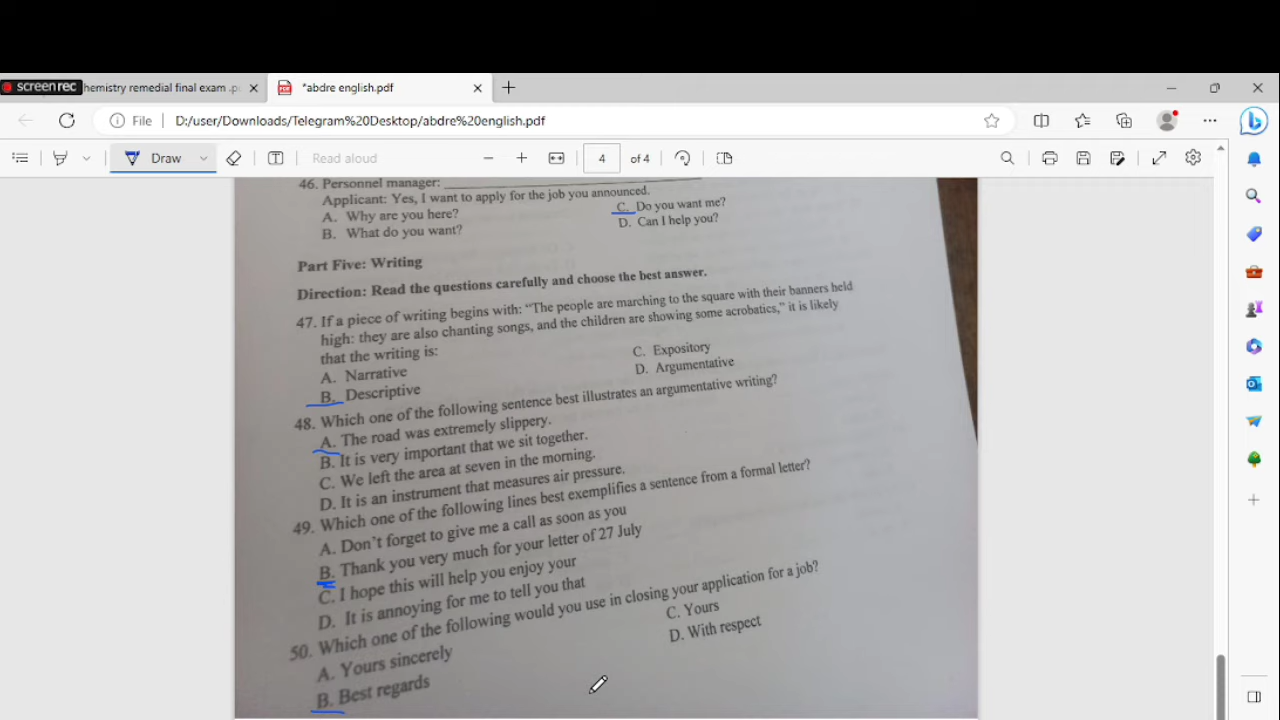 screenrec
hemistry remedial final exam .p
*abdre english.pdf
File D:/user/Downloads/Telegram%20Desktop/abdre%20english.pdf
Draw
Read aloud
4 of 4
46. Personnel manager: ____________
Applicant: Yes, I want to apply for the job you announced.
A. Why are you here?
C. Do you want me?
B. What do you want?
D. Can I help you?
Part Five: Writing
Direction: Read the questions carefully and choose the best answer.
47. If a piece of writing begins with: “The people are marching to the square with their banners held
high: they are also chanting songs, and the children are showing some acrobatics,” it is likely
that the writing is:
A. Narrative
C. Expository
B. Descriptive
D. Argumentative
48. Which one of the following sentence best illustrates an argumentative writing?
A. The road was extremely slippery.
B. It is very important that we sit together.
C. We left the area at seven in the morning.
D. It is an instrument that measures air pressure.
49. Which one of the following lines best exemplifies a sentence from a formal letter?
A. Don’t forget to give me a call as soon as you
B. Thank you very much for your letter of 27 July
C. I hope this will help you enjoy your
D. It is annoying for me to tell you that
50. Which one of the following would you use in closing your application for a job?
A. Yours sincerely
C. Yours
B. Best regards
D. With respect